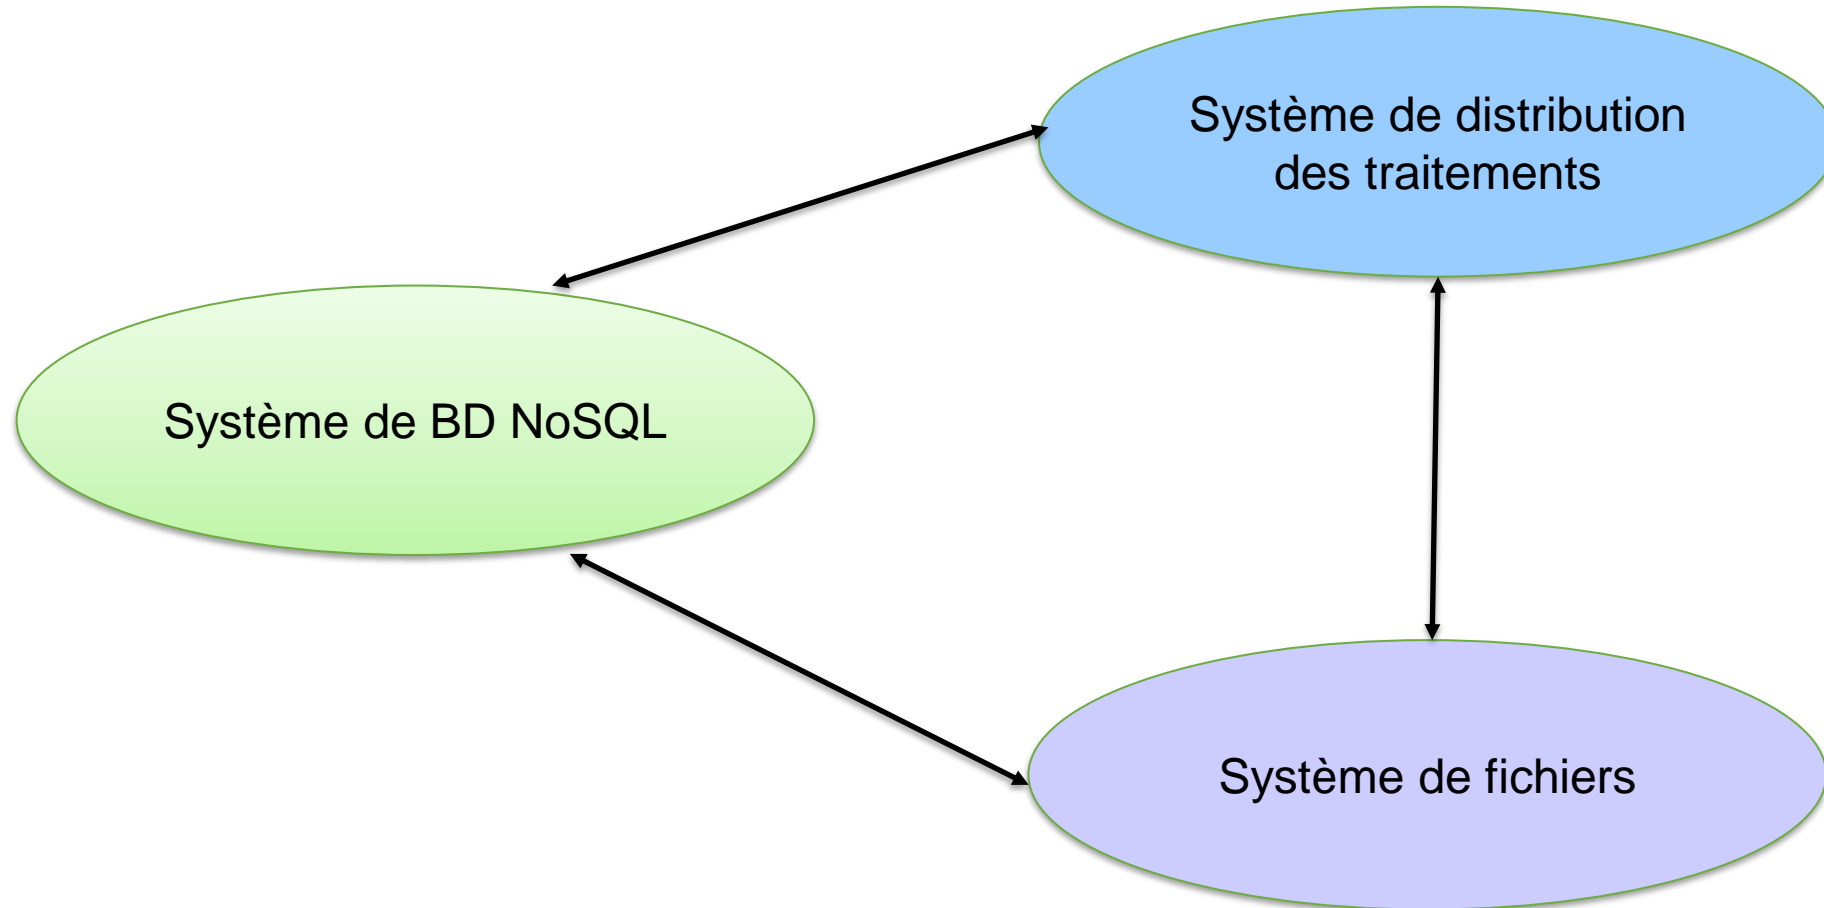 Système de distribution
des traitements
Système de BD NoSQL
Système de fichiers